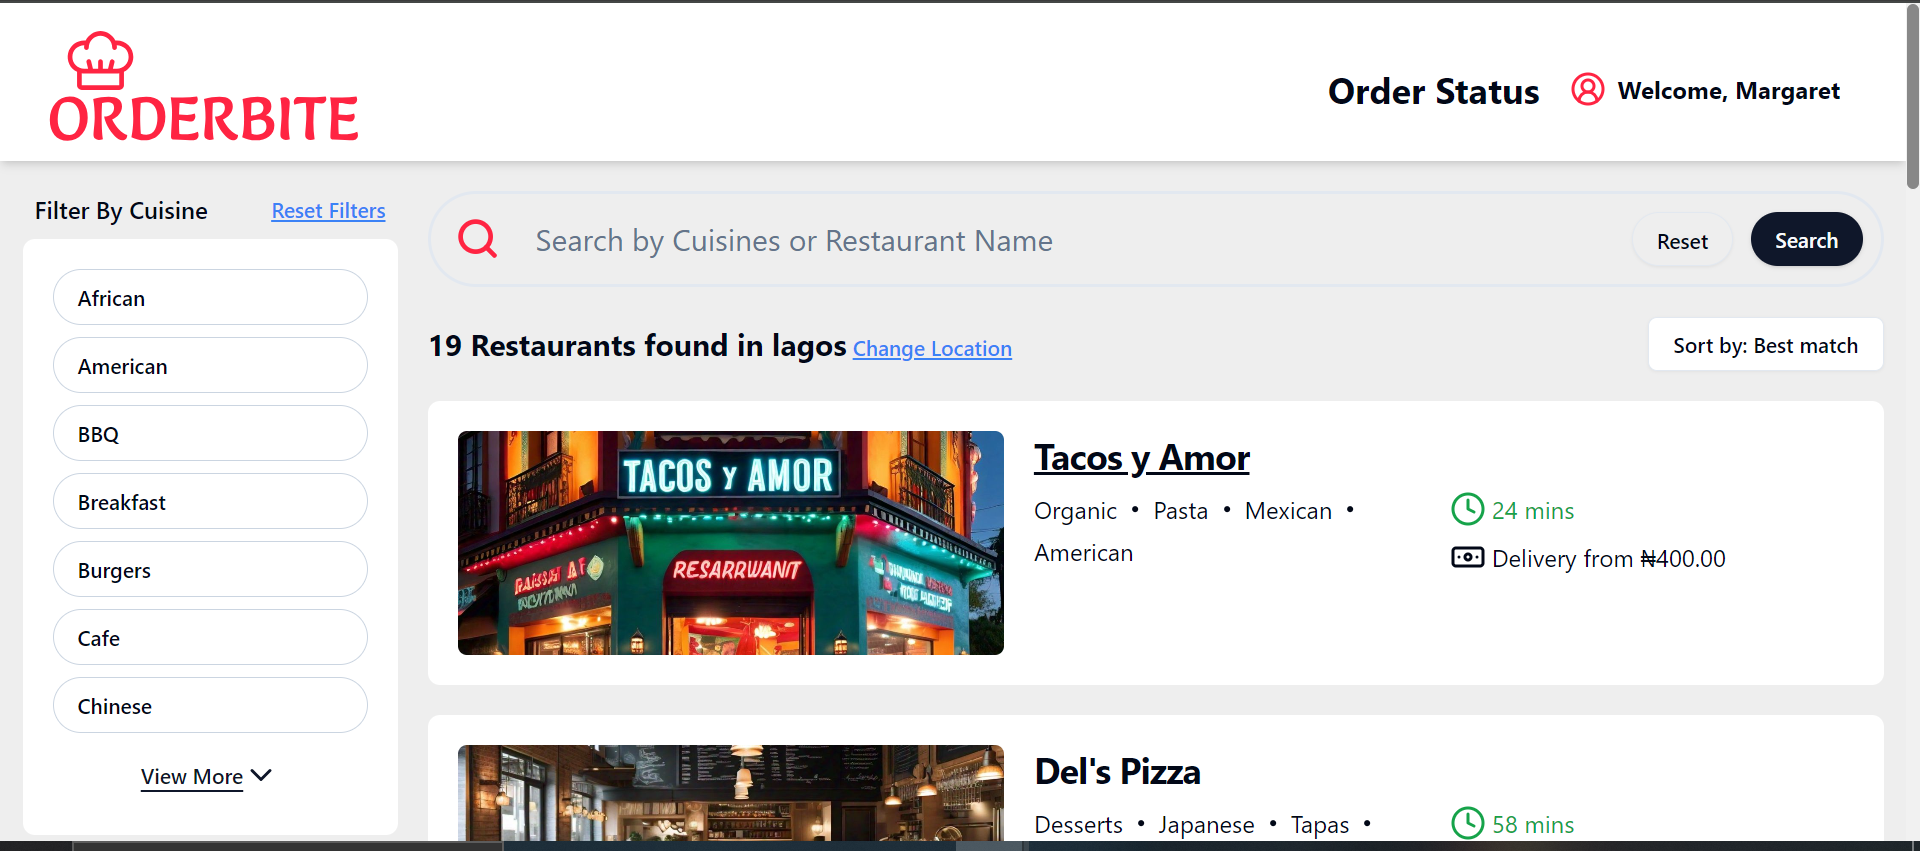 ORDERBITE
Order Status
Welcome, Margaret
Filter By Cuisine
Reset Filters
African
American
BBQ
Breakfast
Burgers
Cafe
Chinese
View More
Search by Cuisines or Restaurant Name
Reset
Search
19 Restaurants found in lagos Change Location
Sort by: Best match
TACOS Y AMOR
RESARRWANIT
Tacos y Amor
Organic • Pasta • Mexican •
American
24 mins
Delivery from ₦400.00
Del's Pizza
Desserts • Japanese • Tapas •
58 mins